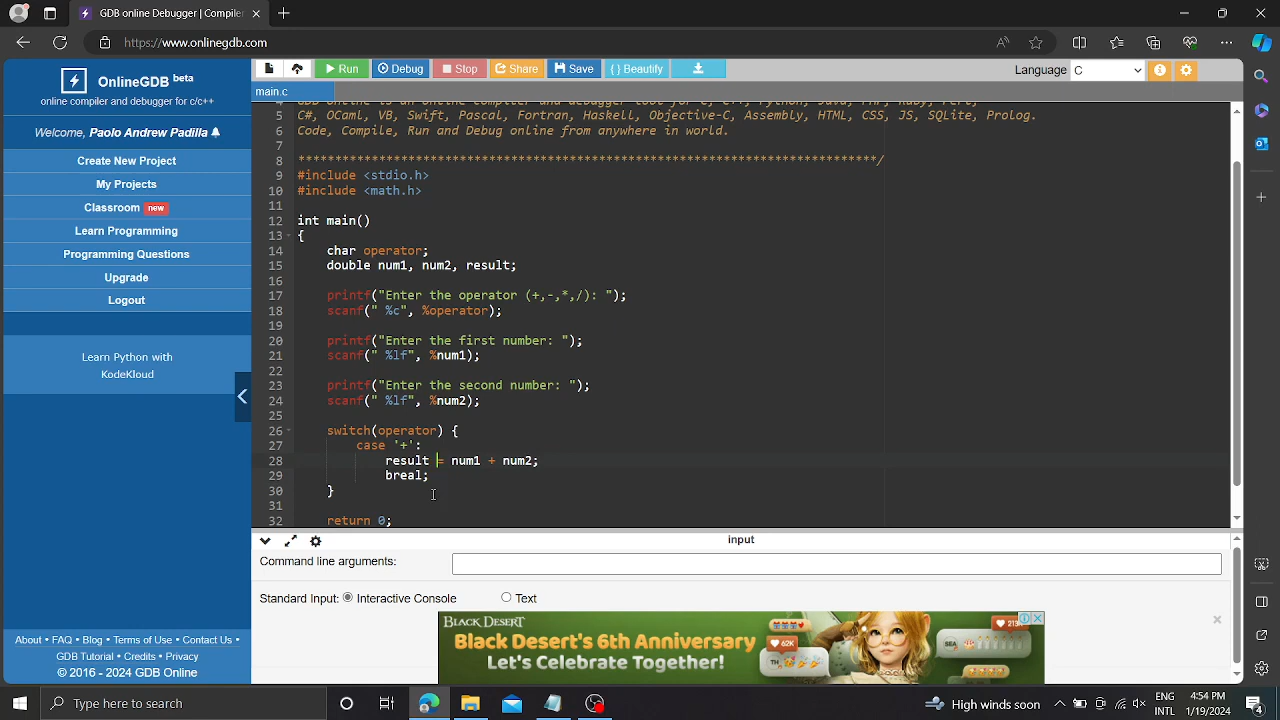 OnlineGDB beta - Cod
https://www.onlinegdb.com
OnlineGDB beta
online compiler and debugger for c/c++
Welcome, Paolo Andrew Padilla
Create New Project
My Projects
Classroom new
Learn Programming
Programming Questions
Upgrade
Logout
Learn Python with
KodeKloud
About • FAQ • Blog • Terms of Use • Contact Us •
GDB Tutorial • Credits • Privacy
© 2016 - 2024 GDB Online
Run Debug Stop Share Save { } Beautify
Language C
main.c
5 C#, OCaml, VB, Swift, Pascal, Fortran, Haskell, Objective-C, Assembly, HTML, CSS, JS, SQLite, Prolog.
6 Code, Compile, Run and Debug online from anywhere in world.
7
8 *******************************************************************************/
9 #include <stdio.h>
10 #include <math.h>
11
12 int main()
13 {
14 char operator;
15 double num1, num2, result;
16
17 printf("Enter the operator (+,-,*,/): ");
18 scanf(" %c", %operator);
19
20 printf("Enter the first number: ");
21 scanf(" %lf", %num1);
22
23 printf("Enter the second number: ");
24 scanf(" %lf", %num2);
25
26 switch(operator) {
27 case '+':
28 result = num1 + num2;
29 breal;
30 }
31
32 return 0;
input
Command line arguments:
Standard Input: Interactive Console Text
BLACK DESERT
Black Desert's 6th Anniversary
Let's Celebrate Together!
62K
TH
213K
SEA
Type here to search
High winds soon
ENG
INTL
4:54 PM
1/19/2024
4